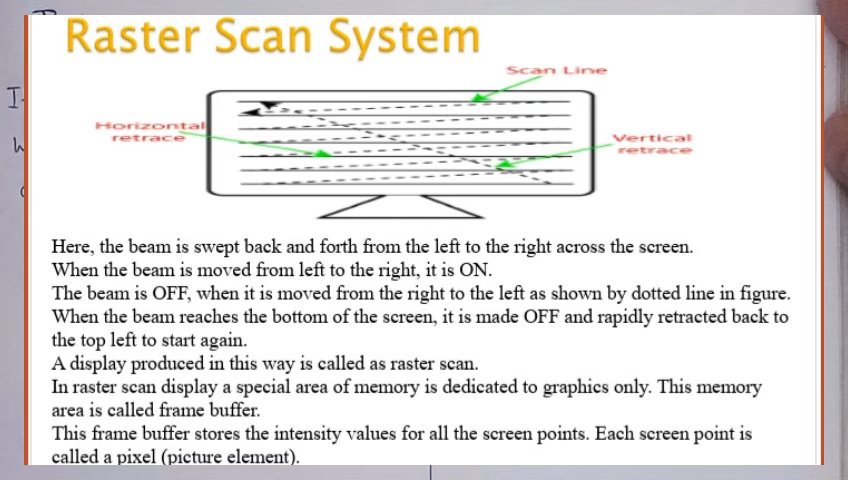 Raster Scan System
Scan Line
Horizontal
retrace
Vertical
retrace
Here, the beam is swept back and forth from the left to the right across the screen.
When the beam is moved from left to the right, it is ON.
The beam is OFF, when it is moved from the right to the left as shown by dotted line in figure.
When the beam reaches the bottom of the screen, it is made OFF and rapidly retracted back to
the top left to start again.
A display produced in this way is called as raster scan.
In raster scan display a special area of memory is dedicated to graphics only. This memory
area is called frame buffer.
This frame buffer stores the intensity values for all the screen points. Each screen point is
called a pixel (picture element).